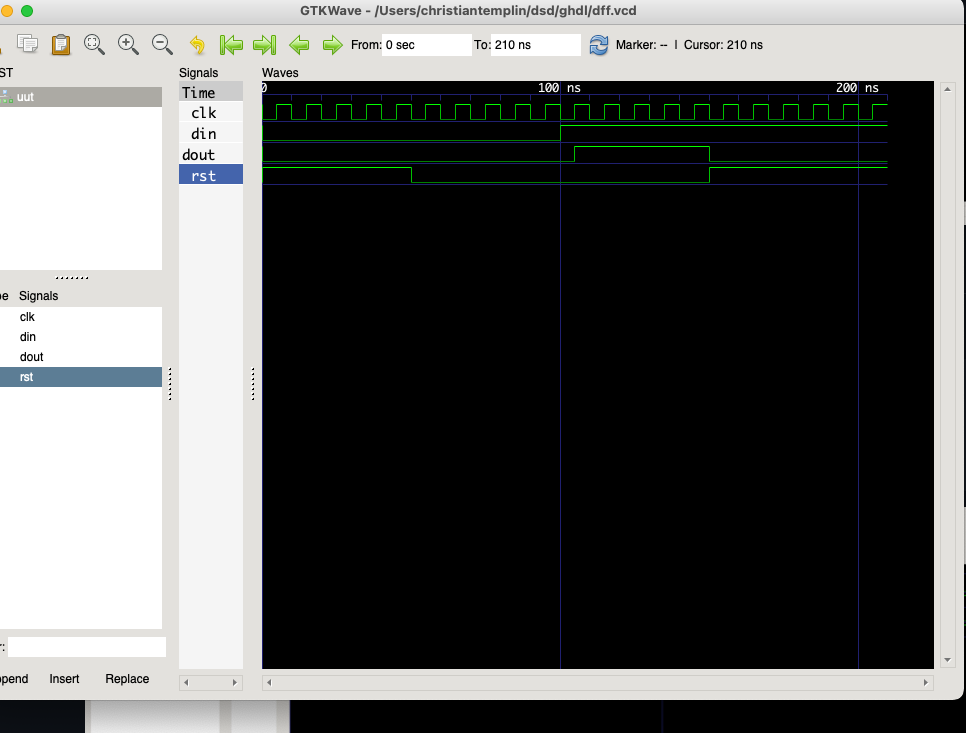 GTKWave - /Users/christiantemplin/dsd/ghdl/dff.vcd
From: 0 sec To: 210 ns Marker: -- | Cursor: 210 ns
ST
uut
Signals
Time
clk
din
dout
rst
Waves
0 100 ns 200 ns
pe Signals
clk
din
dout
rst
r:
ppend Insert Replace